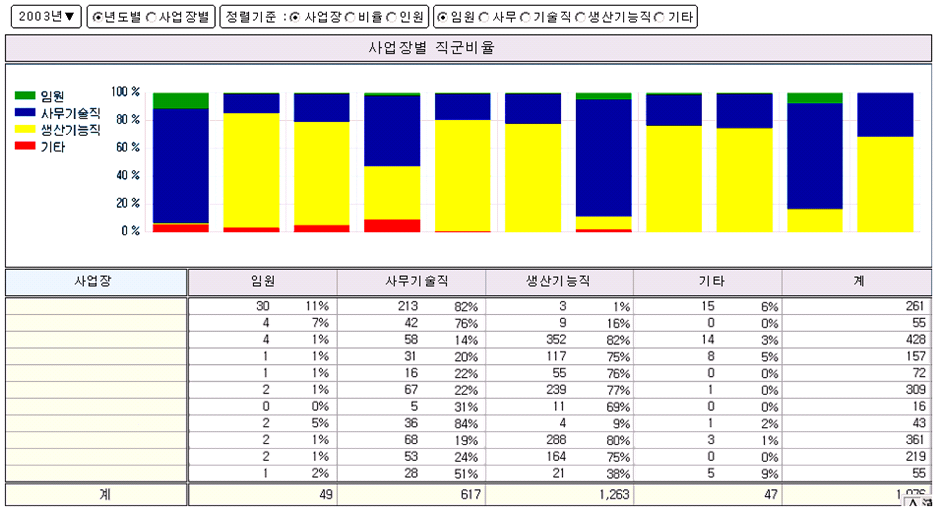 2003년▼ ●년도별 ○사업장별 정렬기준 :● 사업장○비율○인원 ●임원○사무○기술직○생산기능직○기타
사업장별 직군비율
임원
사무기술직
생산기능직
기타
100 %
80 %
60 %
40 %
20 %
0 %
사업장 임원 사무기술직 생산기능직 기타 계
30 11% 213 82% 3 1% 15 6% 261
4 7% 42 76% 9 16% 0 0% 55
4 1% 58 14% 352 82% 14 3% 428
1 1% 31 20% 117 75% 8 5% 157
1 1% 16 22% 55 76% 0 0% 72
2 1% 67 22% 239 77% 1 0% 309
0 0% 5 31% 11 69% 0 0% 16
2 5% 36 84% 4 9% 1 2% 43
2 1% 68 19% 288 80% 3 1% 361
2 1% 53 24% 164 75% 0 0% 219
1 2% 28 51% 21 38% 5 9% 55
계 49 617 1,263 47